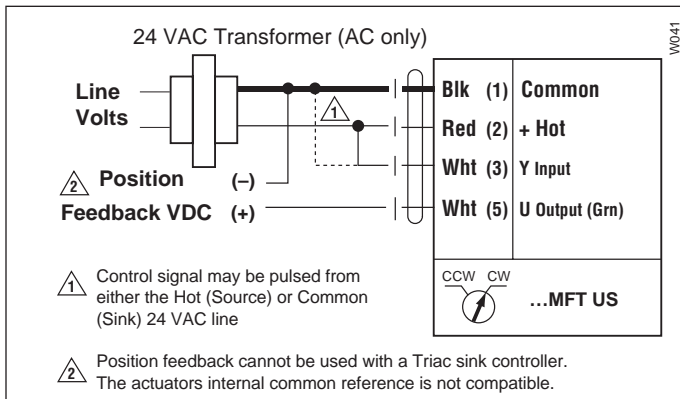 24 VAC Transformer (AC only)
W041
Line
Volts
Blk (1) Common
1
Red (2) + Hot
Wht (3) Y Input
2 Position (–)
Feedback VDC (+)
Wht (5) U Output (Grn)
CCW CW
...MFT US
1 Control signal may be pulsed from
either the Hot (Source) or Common
(Sink) 24 VAC line
2 Position feedback cannot be used with a Triac sink controller.
The actuators internal common reference is not compatible.